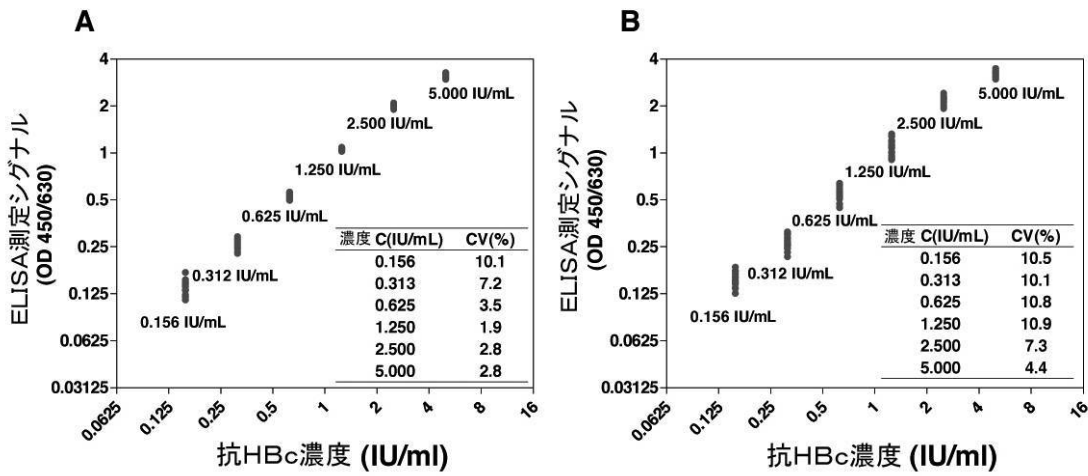 A
ELISA測定シグナル
(OD 450/630)
4
2
1
0.5
0.25
0.125
0.0625
0.03125
5.000 IU/mL
2.500 IU/mL
1.250 IU/mL
0.625 IU/mL
0.312 IU/mL
0.156 IU/mL
濃度 C(IU/mL) CV(%)
0.156 10.1
0.313 7.2
0.625 3.5
1.250 1.9
2.500 2.8
5.000 2.8
0.0625 0.125 0.25 0.5 1 2 4 8 16
抗HBc濃度 (IU/ml)
B
ELISA測定シグナル
(OD 450/630)
4
2
1
0.5
0.25
0.125
0.0625
0.03125
5.000 IU/mL
2.500 IU/mL
1.250 IU/mL
0.625 IU/mL
0.312 IU/mL
0.156 IU/mL
濃度 C(IU/mL) CV(%)
0.156 10.5
0.313 10.1
0.625 10.8
1.250 10.9
2.500 7.3
5.000 4.4
0.0625 0.125 0.25 0.5 1 2 4 8 16
抗HBc濃度 (IU/ml)